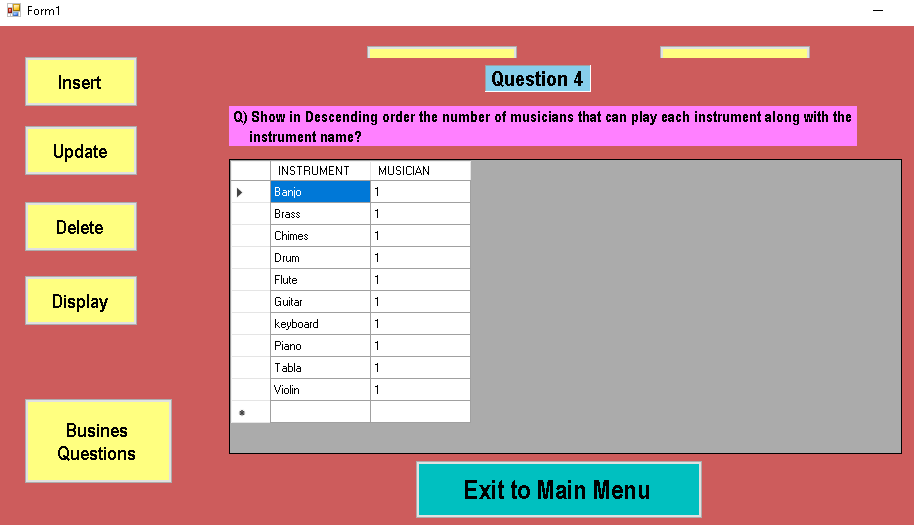 Form1
Insert
Update
Delete
Display
Busines
Questions
Question 4
Q) Show in Descending order the number of musicians that can play each instrument along with the
instrument name?
INSTRUMENT MUSICIAN
Banjo 1
Brass 1
Chimes 1
Drum 1
Flute 1
Guitar 1
keyboard 1
Piano 1
Tabla 1
Violin 1
Exit to Main Menu